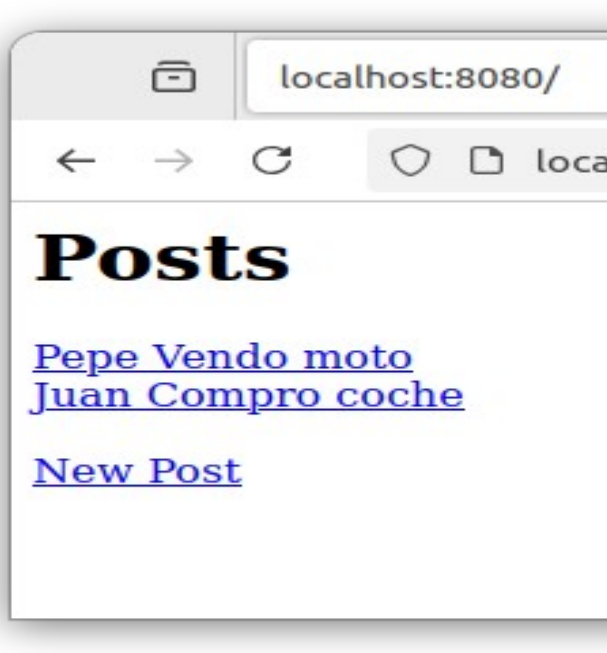 localhost:8080/
loca
Posts
Pepe Vendo moto
Juan Compro coche
New Post